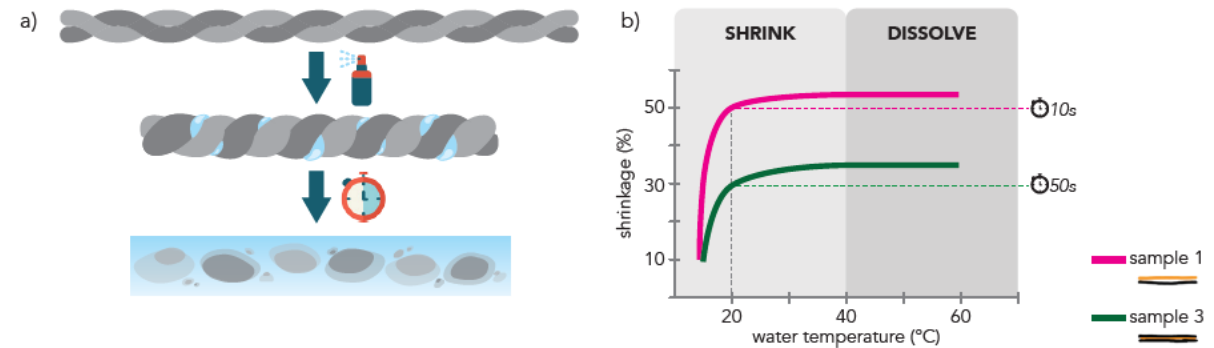 a)
b)
SHRINK
DISSOLVE
shrinkage (%)
50
30
10
10s
50s
20
40
60
water temperature (°C)
sample 1
sample 3